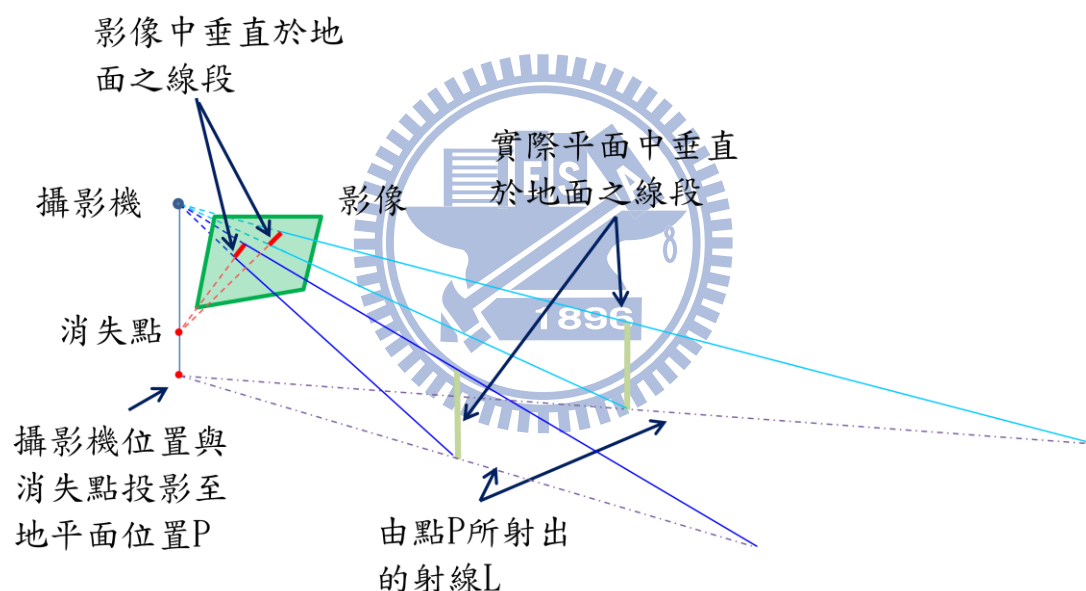 影像中垂直於地
面之線段
實際平面中垂直
於地面之線段
攝影機
影像
ES
A
1896
消失點
攝影機位置與
消失點投影至
地平面位置P
由點P所射出
的射線L